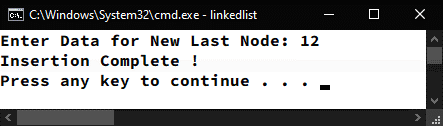 C:\Windows\System32\cmd.exe - linkedlist
Enter Data for New Last Node: 12
Insertion Complete !
Press any key to continue . . .